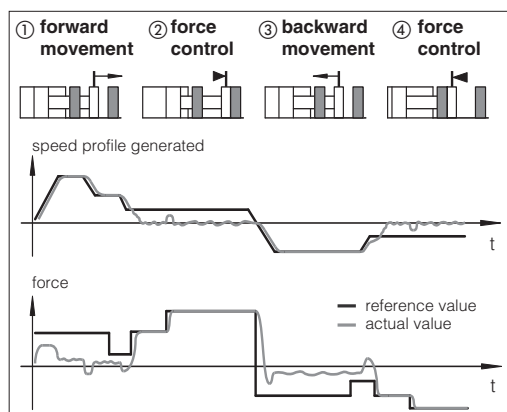 ① forward movement
② force control
③ backward movement
④ force control
speed profile generated
t
force
reference value
actual value
t